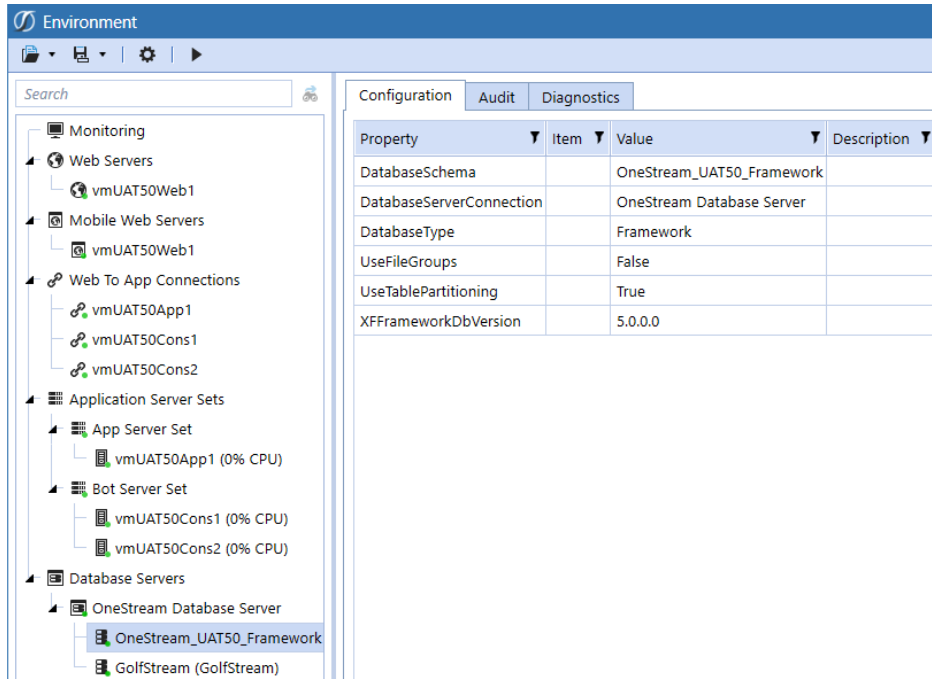 Environment
Search
Monitoring
Web Servers
vmUAT50Web1
Mobile Web Servers
vmUAT50Web1
Web To App Connections
vmUAT50App1
vmUAT50Cons1
vmUAT50Cons2
Application Server Sets
App Server Set
vmUAT50App1 (0% CPU)
Bot Server Set
vmUAT50Cons1 (0% CPU)
vmUAT50Cons2 (0% CPU)
Database Servers
OneStream Database Server
OneStream_UAT50_Framework
GolfStream (GolfStream)
Configuration Audit Diagnostics
Property Item Value Description
DatabaseSchema OneStream_UAT50_Framework
DatabaseServerConnection OneStream Database Server
DatabaseType Framework
UseFileGroups False
UseTablePartitioning True
XFFrameworkDbVersion 5.0.0.0